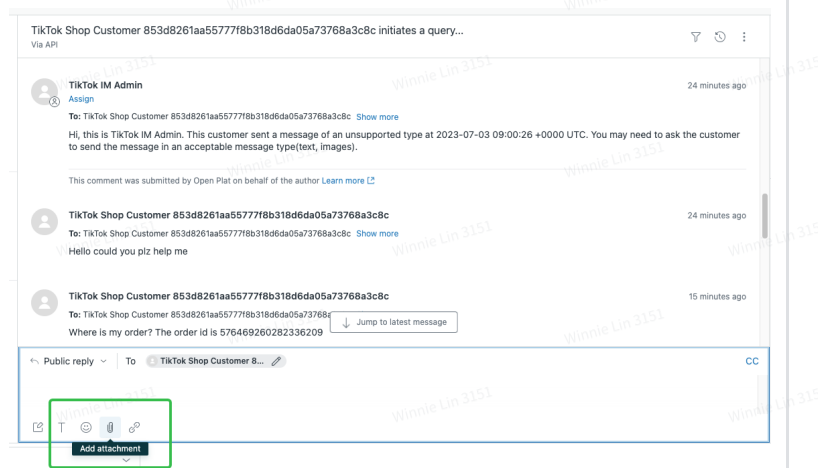 TikTok Shop Customer 853d8261aa55777f8b318d6da05a73768a3c8c initiates a query...
Via API
TikTok IM Admin
24 minutes ago
Assign
To: TikTok Shop Customer 853d8261aa55777f8b318d6da05a73768a3c8c Show more
Hi, this is TikTok IM Admin. This customer sent a message of an unsupported type at 2023-07-03 09:00:26 +0000 UTC. You may need to ask the customer
to send the message in an acceptable message type(text, images).
This comment was submitted by Open Plat on behalf of the author Learn more
TikTok Shop Customer 853d8261aa55777f8b318d6da05a73768a3c8c
24 minutes ago
To: TikTok Shop Customer 853d8261aa55777f8b318d6da05a73768a3c8c Show more
Hello could you plz help me
TikTok Shop Customer 853d8261aa55777f8b318d6da05a73768a3c8c
15 minutes ago
To: TikTok Shop Customer 853d8261aa55777f8b318d6da05a73768a
Jump to latest message
Where is my order? The order id is 576469260282336209
Public reply To TikTok Shop Customer 8... CC
Add attachment
Winnie Lin 3151